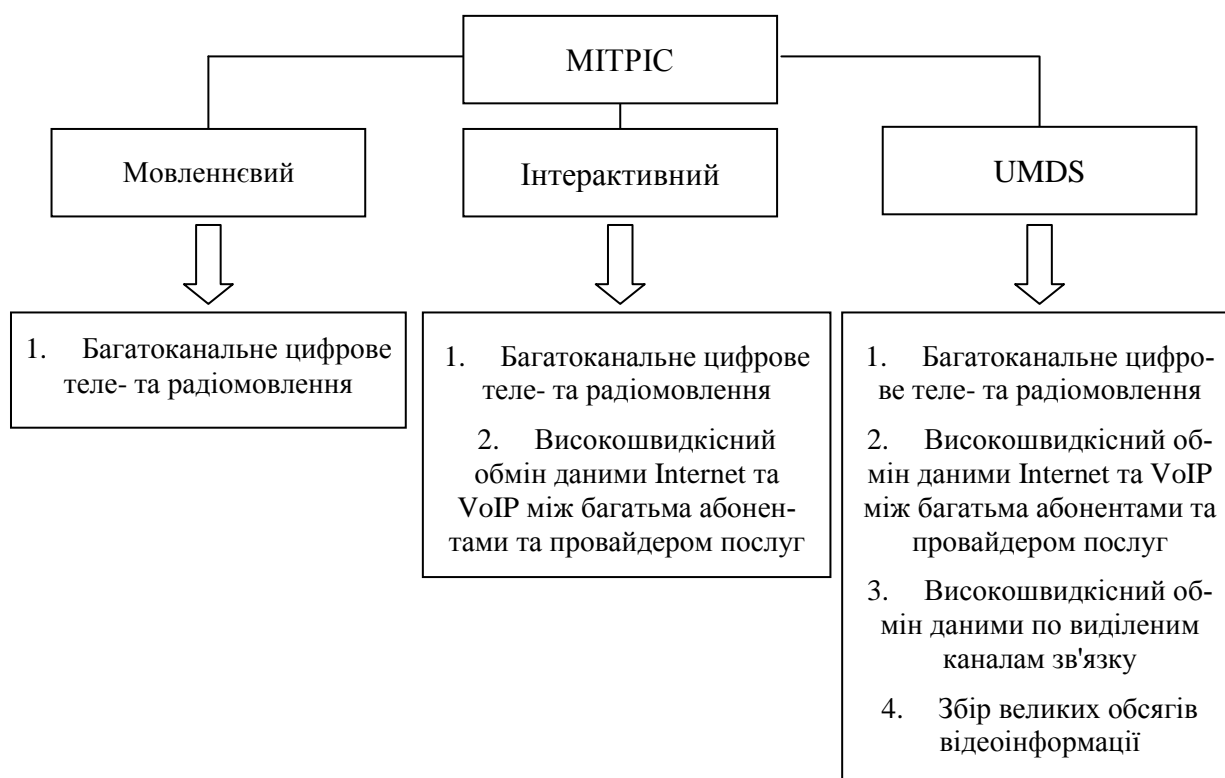 МІТРІС
Мовленнєвий
Інтерактивний
UMDS
1. Багатоканальне цифрове
теле- та радіомовлення
1. Багатоканальне цифрове
теле- та радіомовлення
2. Високошвидкісний
обмін даними Internet та
VoIP між багатьма абонен-
тами та провайдером послуг
1. Багатоканальне цифро-
ве теле- та радіомовлення
2. Високошвидкісний об-
мін даними Internet та VoIP
між багатьма абонентами та
провайдером послуг
3. Високошвидкісний об-
мін даними по виділеним
каналам зв'язку
4. Збір великих обсягів
відеоінформації